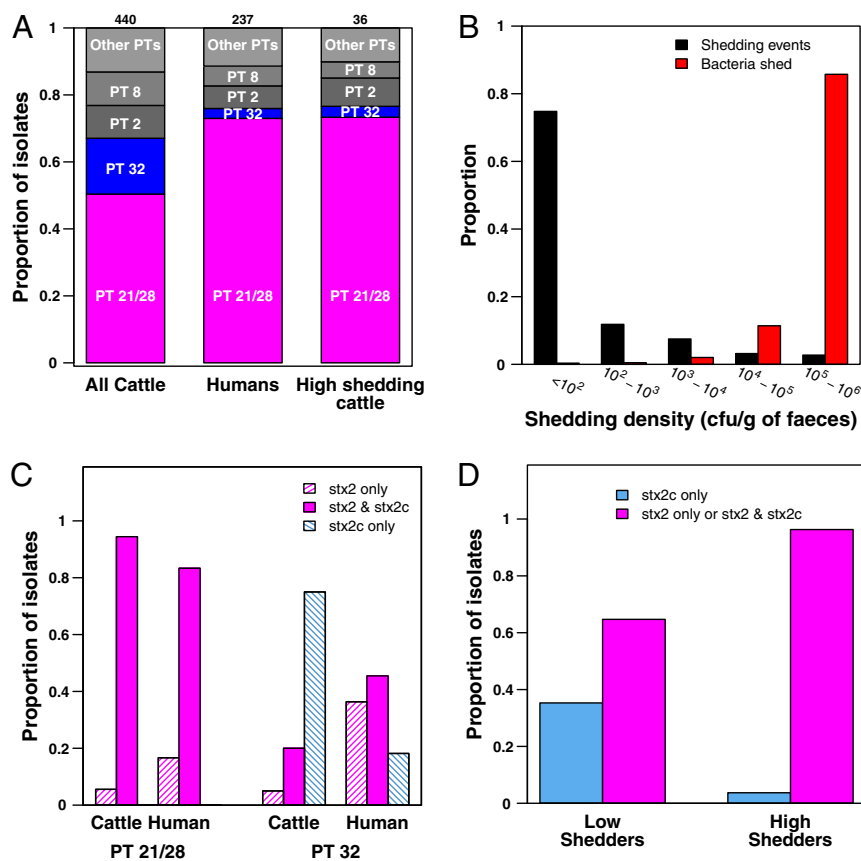 A
440 237 36
Other PTs Other PTs Other PTs
PT 8 PT 8 PT 8
PT 2 PT 2 PT 2
PT 32 PT 32 PT 32
PT 21/28 PT 21/28 PT 21/28
Proportion of isolates
1
0.8
0.6
0.4
0.2
0
All Cattle Humans High shedding
cattle
B
Shedding events
Bacteria shed
Proportion
1
0.8
0.6
0.4
0.2
0
<10² 10² – 10³ 10³ – 10⁴ 10⁴ – 10⁵ 10⁵ – 10⁶
Shedding density (cfu/g of faeces)
C
stx2 only
stx2 & stx2c
stx2c only
Proportion of isolates
1
0.8
0.6
0.4
0.2
0
Cattle Human Cattle Human
PT 21/28 PT 32
D
stx2c only
stx2 only or stx2 & stx2c
Proportion of isolates
1
0.8
0.6
0.4
0.2
0
Low High
Shedders Shedders